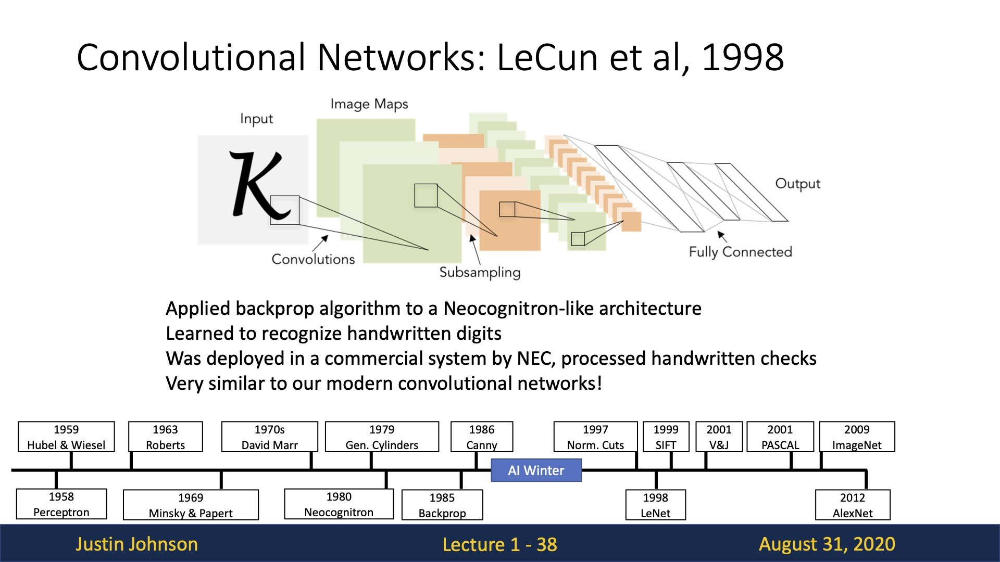 Convolutional Networks: LeCun et al, 1998
Image Maps
Input
K
Output
Convolutions
Subsampling
Fully Connected
Applied backprop algorithm to a Neocognitron-like architecture
Learned to recognize handwritten digits
Was deployed in a commercial system by NEC, processed handwritten checks
Very similar to our modern convolutional networks!
1959
Hubel & Wiesel
1963
Roberts
1970s
David Marr
1979
Gen. Cylinders
1986
Canny
1997
Norm. Cuts
1999
SIFT
2001
V&J
2001
PASCAL
2009
ImageNet
AI Winter
1958
Perceptron
1969
Minsky & Papert
1980
Neocognitron
1985
Backprop
1998
LeNet
2012
AlexNet
Justin Johnson
Lecture 1 - 38
August 31, 2020